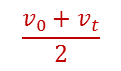 v₀ + vₜ
2